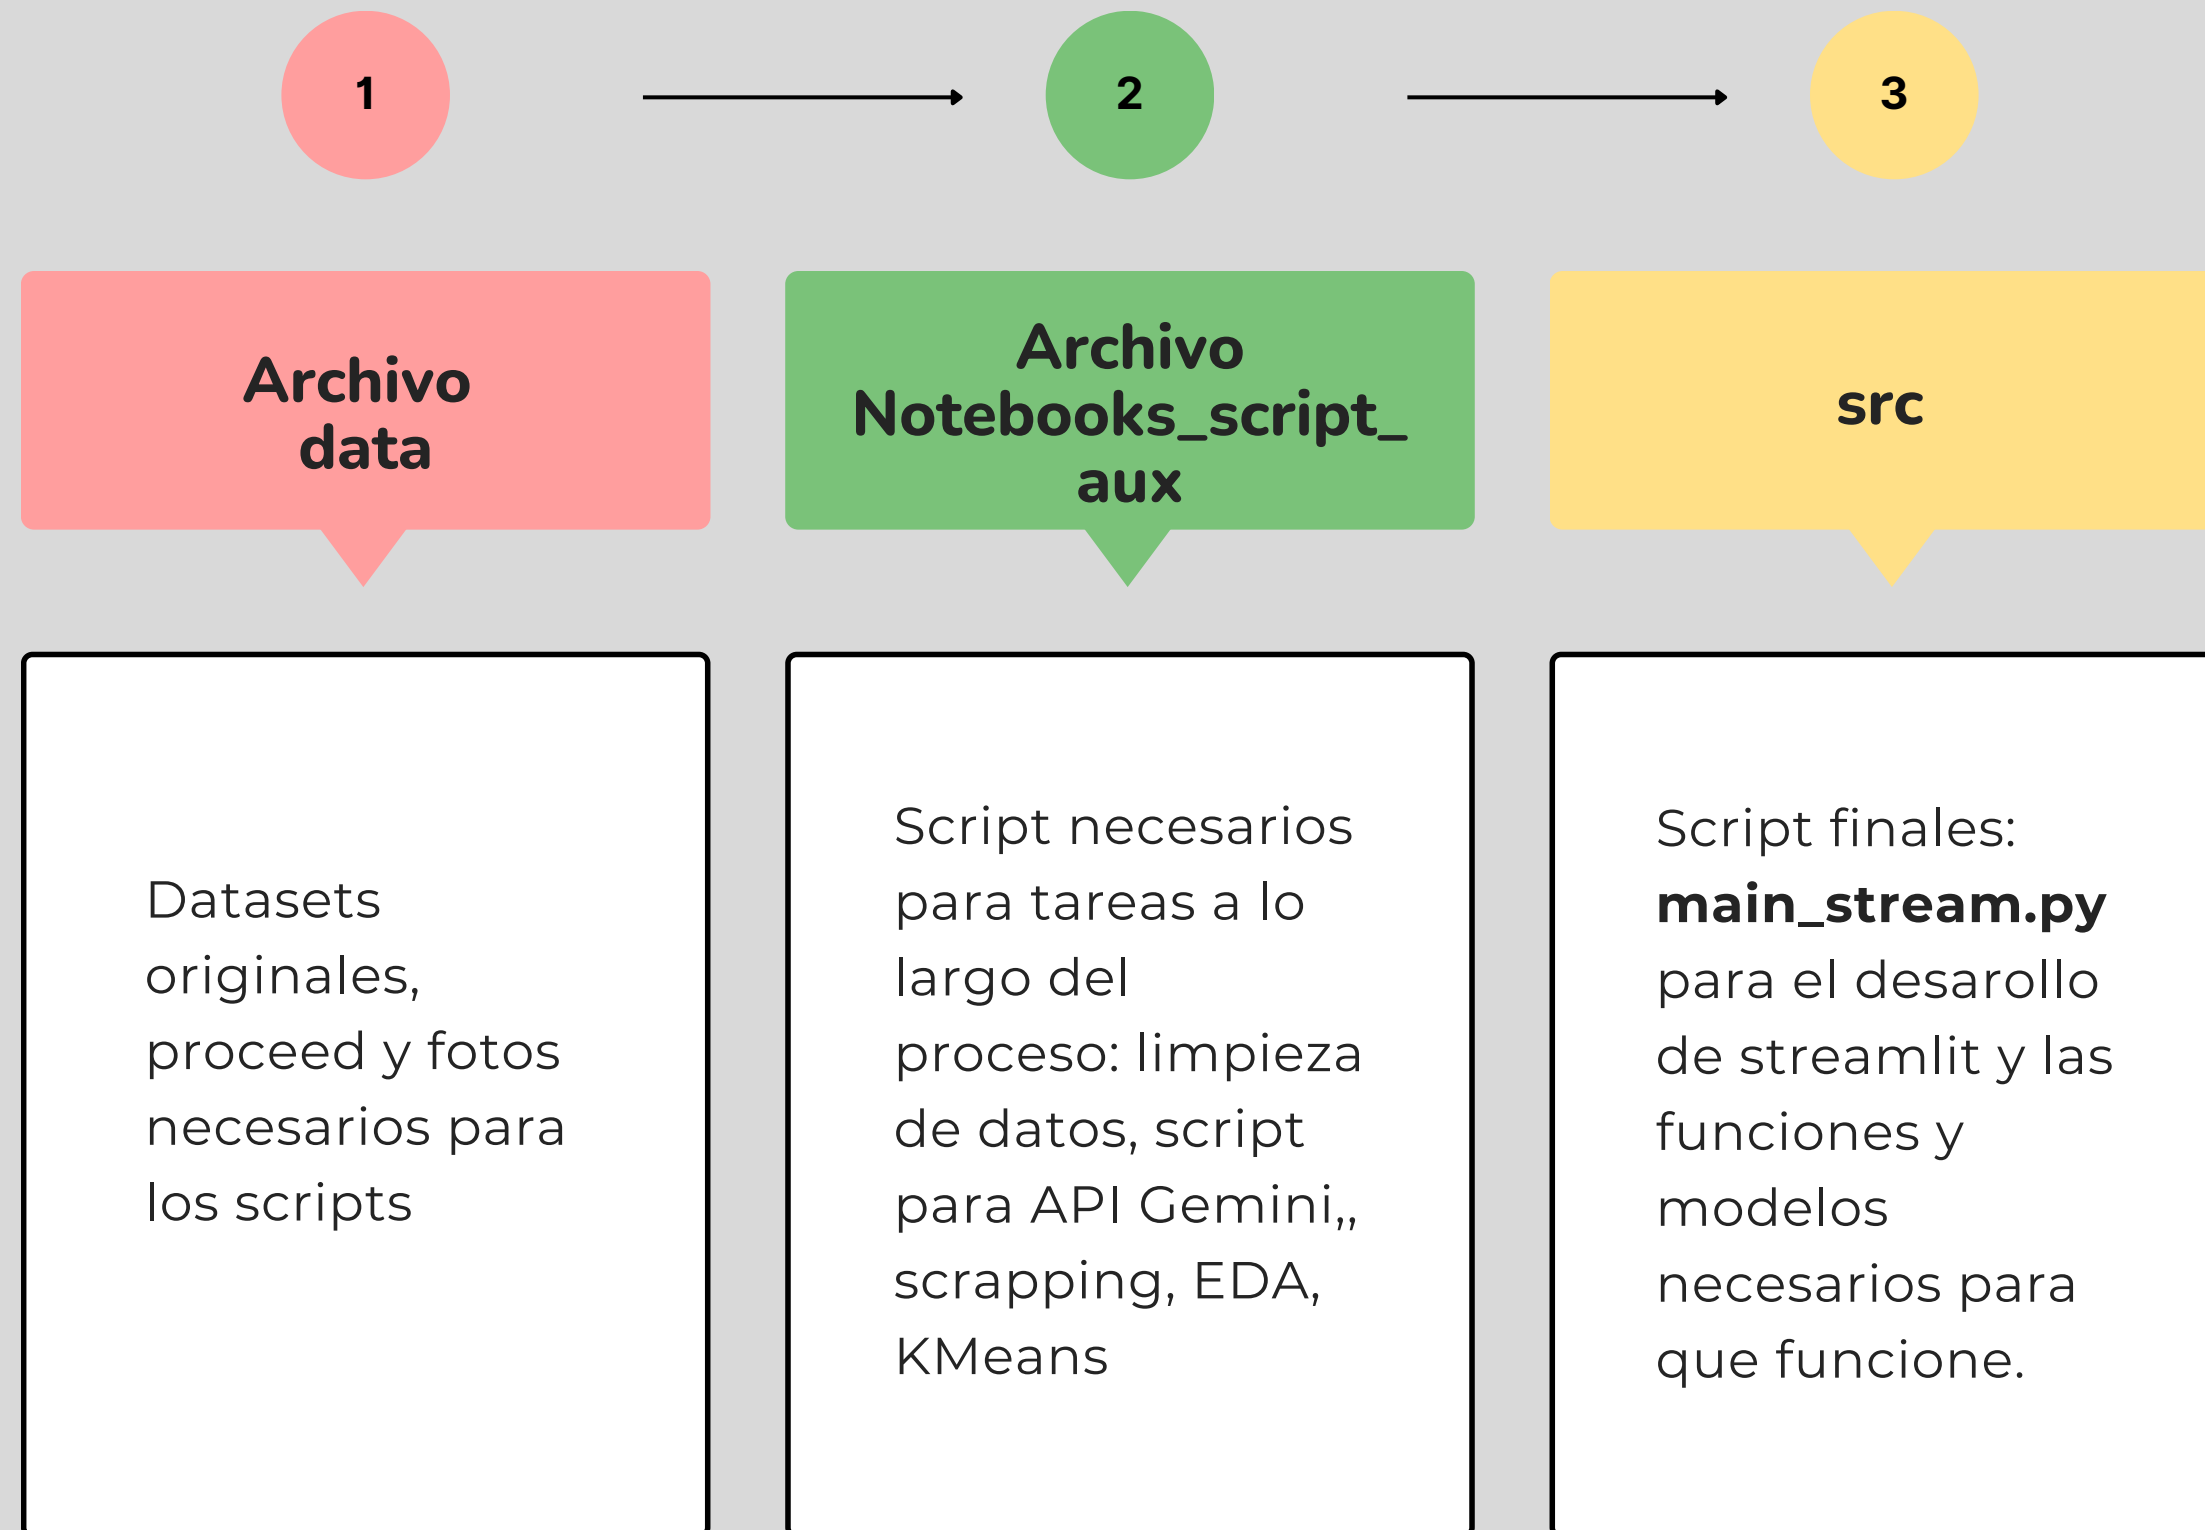 1
2
3
Archivo
data
Archivo
Notebooks_script_
aux
src
Datasets
originales,
proceed y fotos
necesarios para
los scripts
Script necesarios
para tareas a lo
largo del
proceso: limpieza
de datos, script
para API Gemini,,
scrapping, EDA,
KMeans
Script finales:
main_stream.py
para el desarollo
de streamlit y las
funciones y
modelos
necesarios para
que funcione.